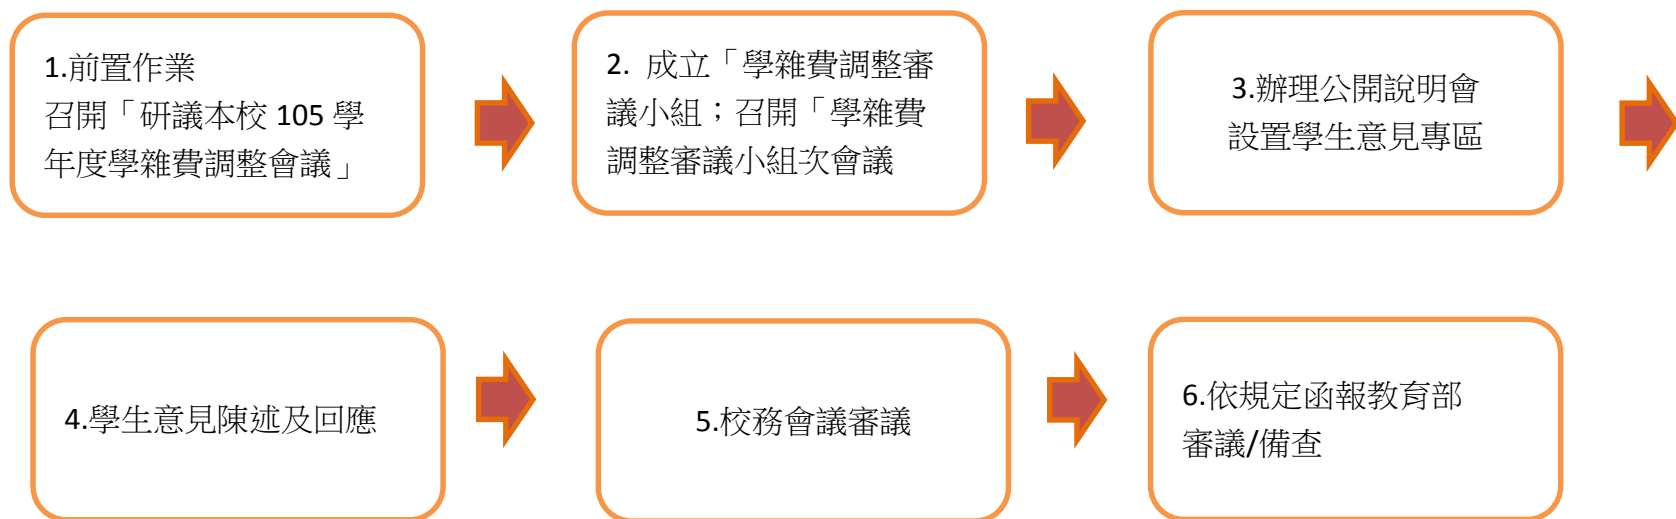 1.前置作業
召開「研議本校 105 學
年度學雜費調整會議」
2. 成立「學雜費調整審
議小組；召開「學雜費
調整審議小組次會議
3.辦理公開說明會
設置學生意見專區
4.學生意見陳述及回應
5.校務會議審議
6.依規定函報教育部
審議/備查